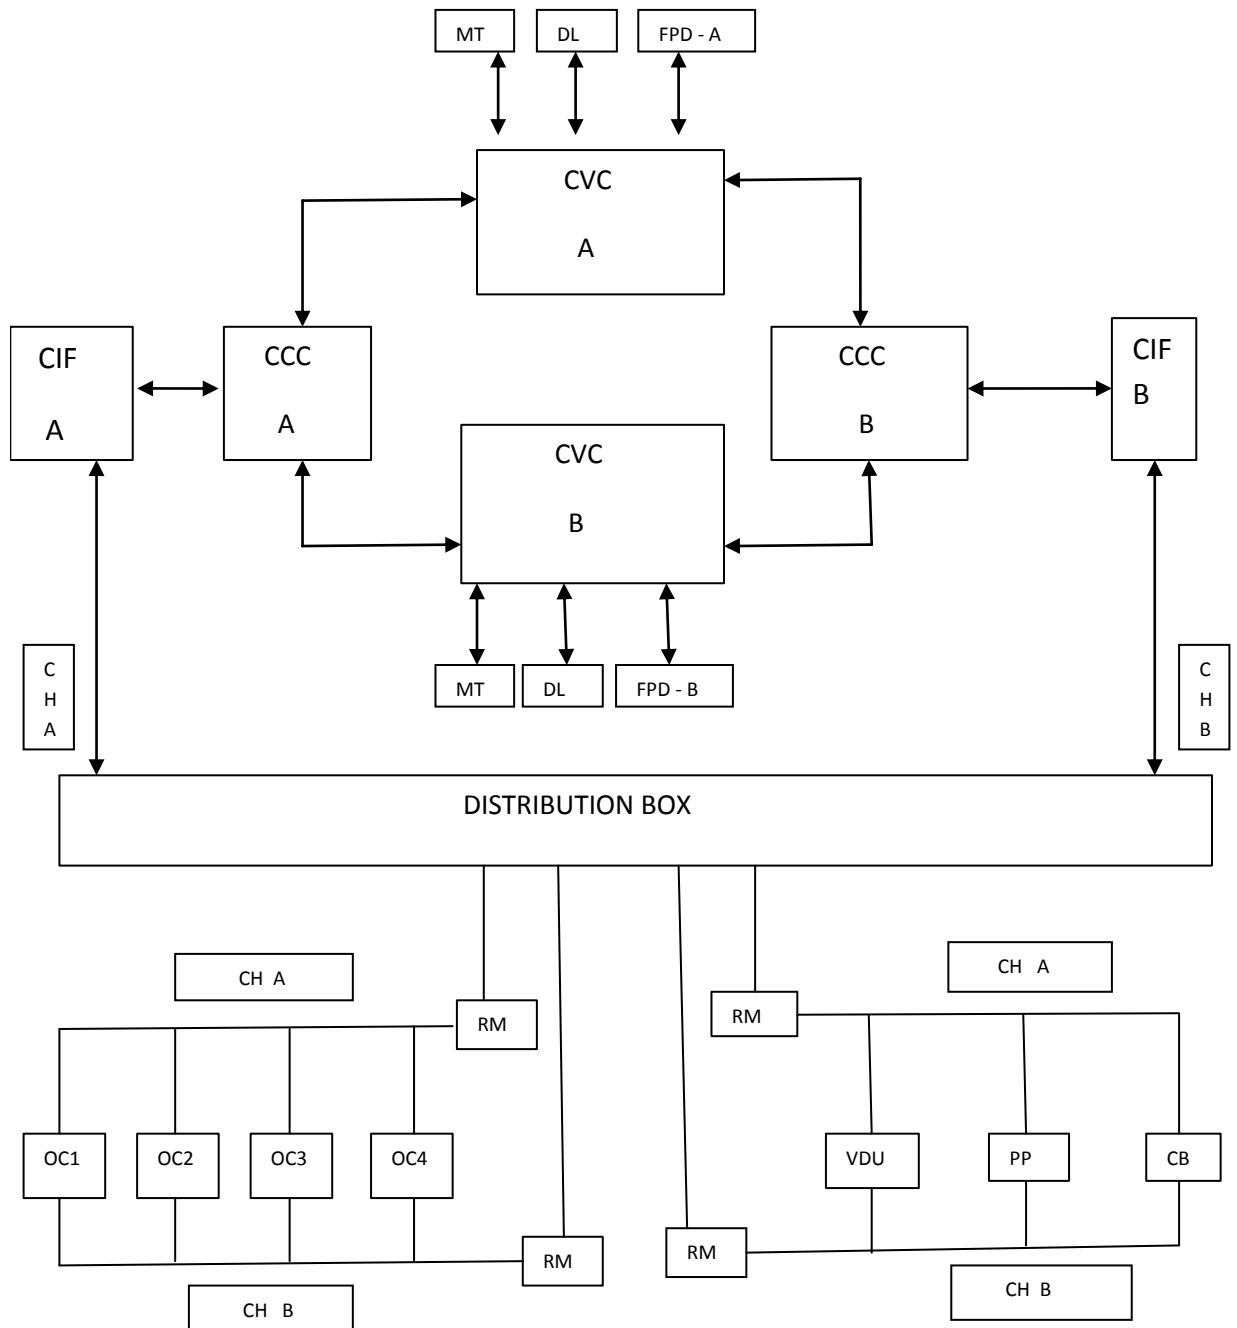 MT
DL
FPD - A
CVC
A
CIF
A
CCC
A
CCC
B
CIF
B
CVC
B
MT
DL
FPD - B
C
H
A
C
H
B
DISTRIBUTION BOX
CH A
CH A
RM
RM
OC1
OC2
OC3
OC4
VDU
PP
CB
RM
RM
CH B
CH B